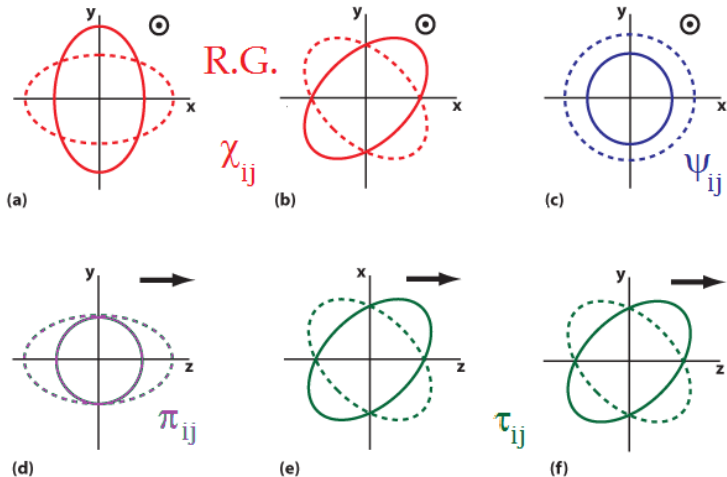 y
x
(a)
R.G.
χij
y
x
(b)
y
x
ψij
(c)
y
z
πij
(d)
x
z
(e)
τij
y
z
(f)